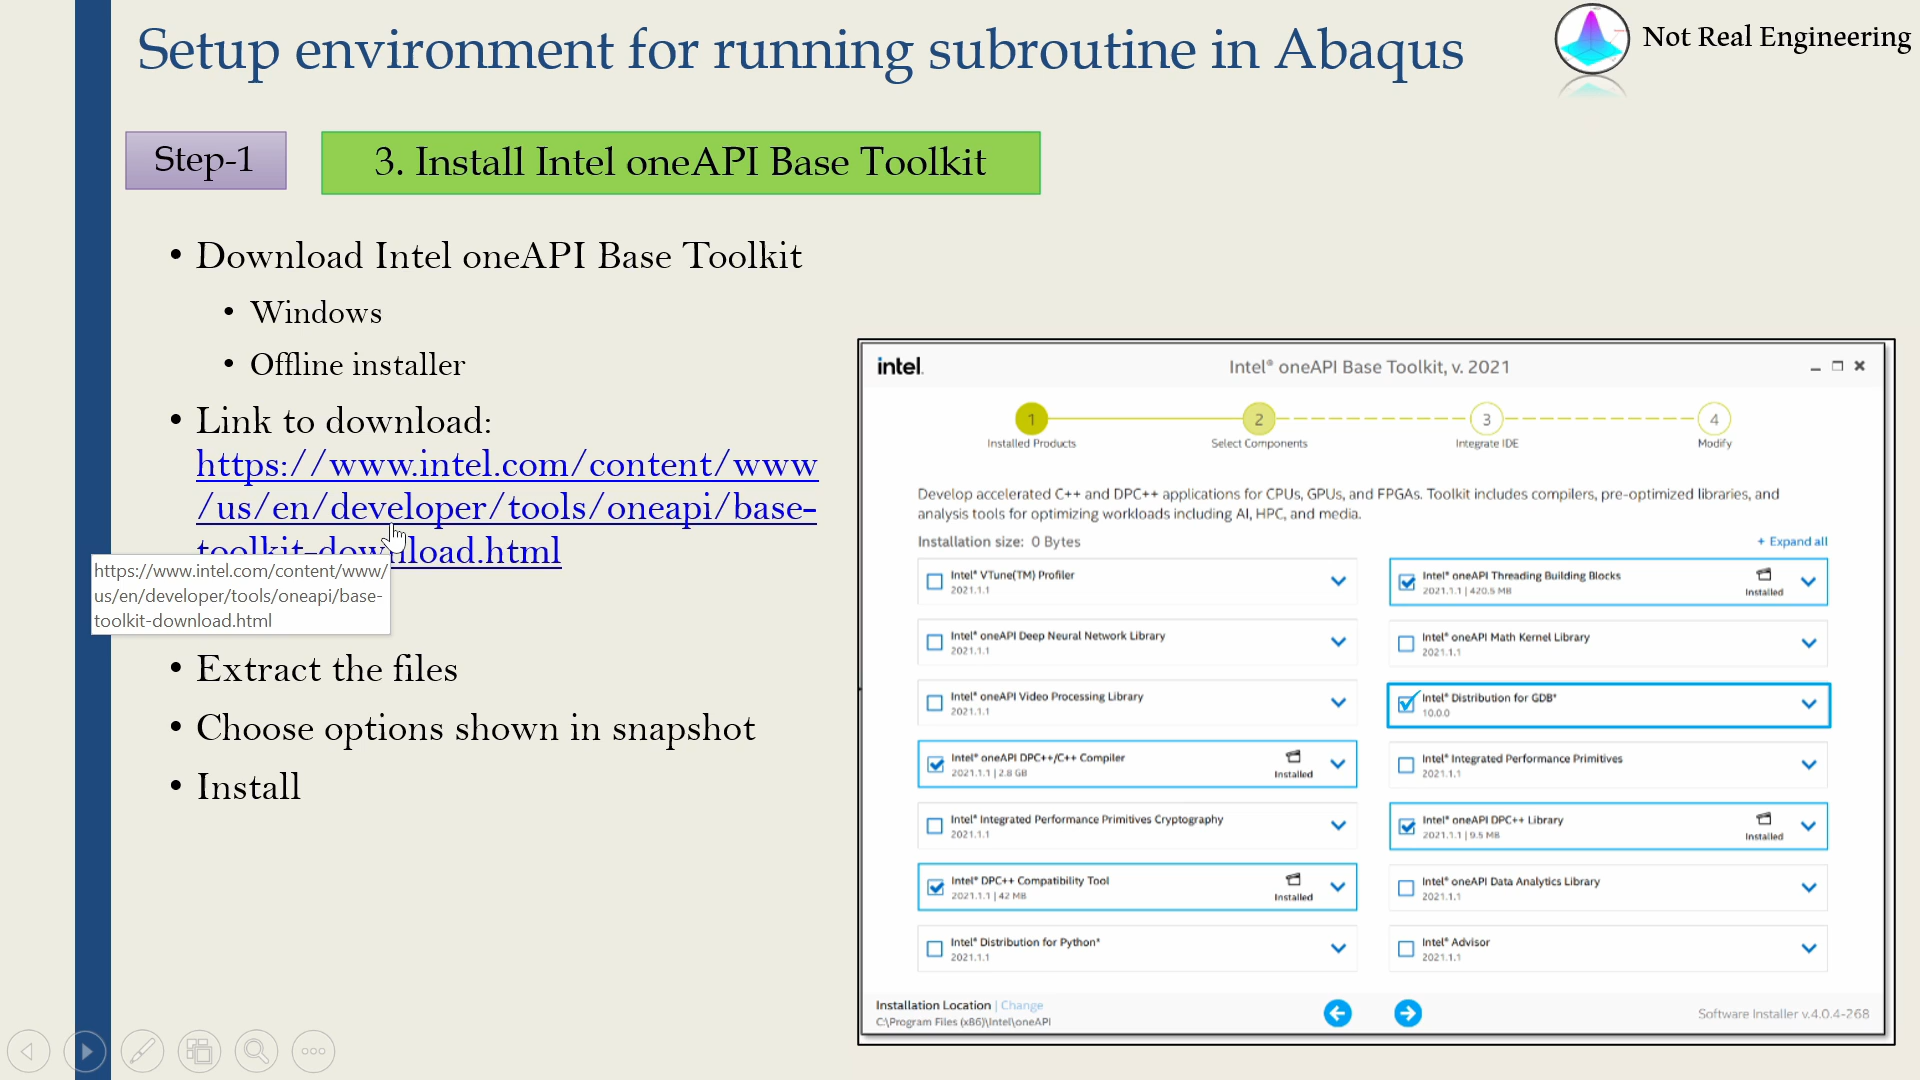 Setup environment for running subroutine in Abaqus
Not Real Engineering
Step-1
3. Install Intel oneAPI Base Toolkit
• Download Intel oneAPI Base Toolkit
• Windows
• Offline installer
• Link to download:
https://www.intel.com/content/www
/us/en/developer/tools/oneapi/base-
toolkit-download.html
https://www.intel.com/content/www/
us/en/developer/tools/oneapi/base-
toolkit-download.html
• Extract the files
• Choose options shown in snapshot
• Install
intel.
Intel® oneAPI Base Toolkit, v. 2021
1
2
3
4
Installed Products
Select Components
Integrate IDE
Modify
Develop accelerated C++ and DPC++ applications for CPUs, GPUs, and FPGAs. Toolkit includes compilers, pre-optimized libraries, and
analysis tools for optimizing workloads including AI, HPC, and media.
Installation size: 0 Bytes
+ Expand all
Intel® VTune(TM) Profiler
2021.1.1
Intel® oneAPI Threading Building Blocks
2021.1.1 | 420.5 MB
Installed
Intel® oneAPI Deep Neural Network Library
2021.1.1
Intel® oneAPI Math Kernel Library
2021.1.1
Intel® oneAPI Video Processing Library
2021.1.1
Intel® Distribution for GDB*
10.0.0
Intel® oneAPI DPC++/C++ Compiler
2021.1.1 | 2.8 GB
Installed
Intel® Integrated Performance Primitives
2021.1.1
Intel® Integrated Performance Primitives Cryptography
2021.1.1
Intel® oneAPI DPC++ Library
2021.1.1 | 9.5 MB
Installed
Intel® DPC++ Compatibility Tool
2021.1.1 | 42 MB
Installed
Intel® oneAPI Data Analytics Library
2021.1.1
Intel® Distribution for Python*
2021.1.1
Intel® Advisor
2021.1.1
Installation Location | Change
C:\Program Files (x86)\Intel\oneAPI
Software Installer v.4.0.4-268